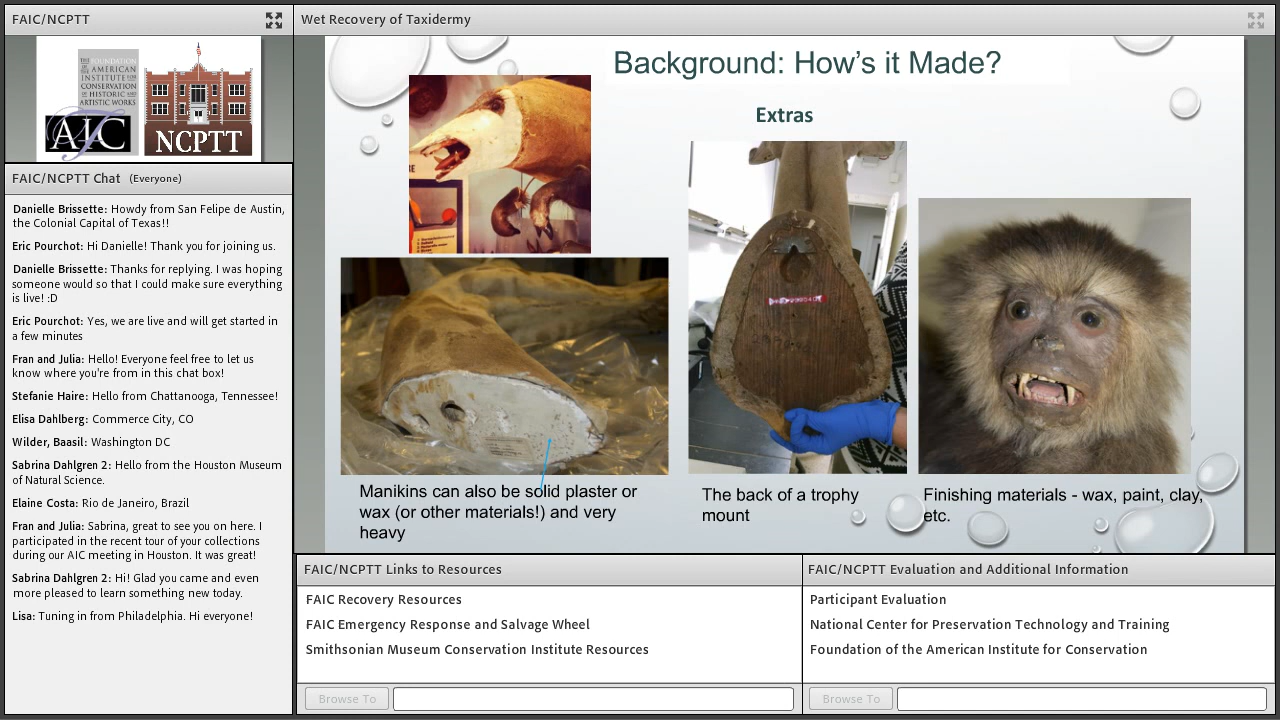 FAIC/NCPTT
THE FOUNDATION
OF THE AMERICAN
INSTITUTE FOR
CONSERVATION
OF HISTORIC AND
ARTISTIC WORKS
AIC
NCPTT
FAIC/NCPTT Chat (Everyone)
Danielle Brissette: Howdy from San Felipe de Austin,
the Colonial Capital of Texas!!
Eric Pourchot: Hi Danielle! Thank you for joining us.
Danielle Brissette: Thanks for replying. I was hoping
someone would so that I could make sure everything
is live! :D
Eric Pourchot: Yes, we are live and will get started in
a few minutes
Fran and Julia: Hello! Everyone feel free to let us
know where you're from in this chat box!
Stefanie Haire: Hello from Chattanooga, Tennessee!
Elisa Dahlberg: Commerce City, CO
Wilder, Baasil: Washington DC
Sabrina Dahlgren 2: Hello from the Houston Museum
of Natural Science.
Elaine Costa: Rio de Janeiro, Brazil
Fran and Julia: Sabrina, great to see you on here. I
participated in the recent tour of your collections
during our AIC meeting in Houston. It was great!
Sabrina Dahlgren 2: Hi! Glad you came and even
more pleased to learn something new today.
Lisa: Tuning in from Philadelphia. Hi everyone!
Wet Recovery of Taxidermy
Background: How's it Made?
Extras
Manikins can also be solid plaster or
wax (or other materials!) and very
heavy
The back of a trophy
mount
Finishing materials - wax, paint, clay,
etc.
FAIC/NCPTT Links to Resources
FAIC Recovery Resources
FAIC Emergency Response and Salvage Wheel
Smithsonian Museum Conservation Institute Resources
Browse To
FAIC/NCPTT Evaluation and Additional Information
Participant Evaluation
National Center for Preservation Technology and Training
Foundation of the American Institute for Conservation
Browse To